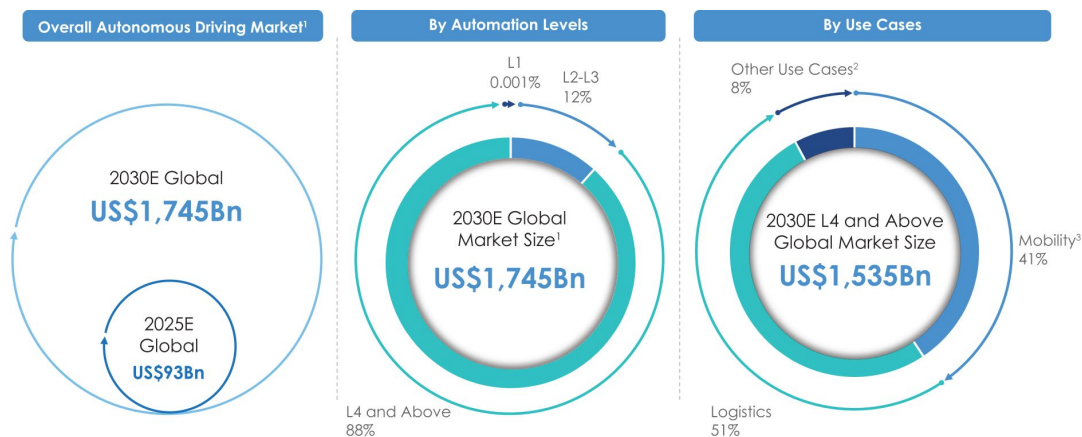 Overall Autonomous Driving Market¹
2030E Global
US$1,745Bn
2025E
Global
US$93Bn
By Automation Levels
L1
0.001%
L2-L3
12%
2030E Global
Market Size¹
US$1,745Bn
L4 and Above
88%
By Use Cases
Other Use Cases²
8%
2030E L4 and Above
Global Market Size
US$1,535Bn
Mobility³
41%
Logistics
51%